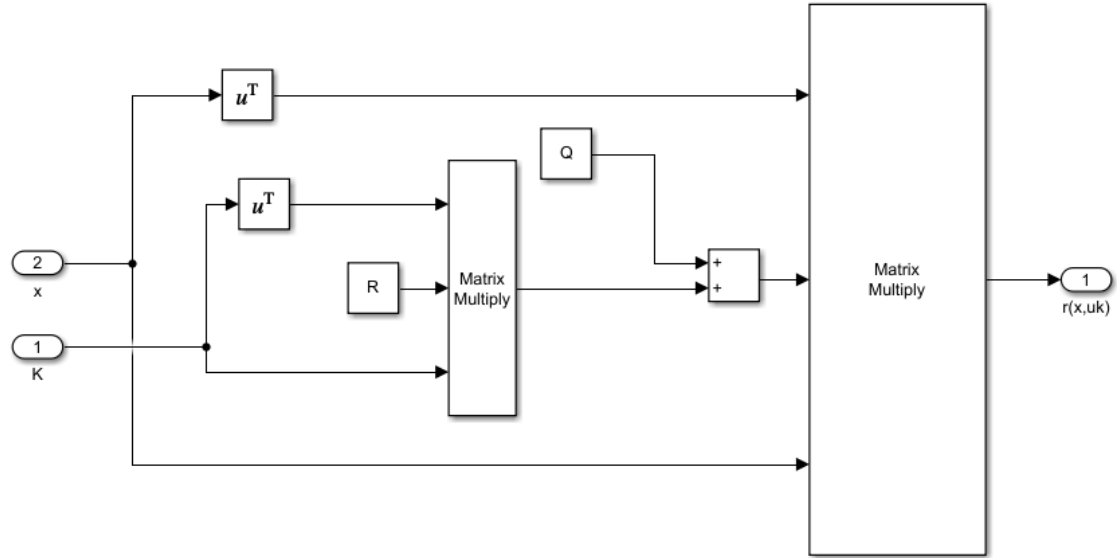 u^T
Q
u^T
2
x
R
Matrix
Multiply
+
+
Matrix
Multiply
1
r(x,uk)
1
K